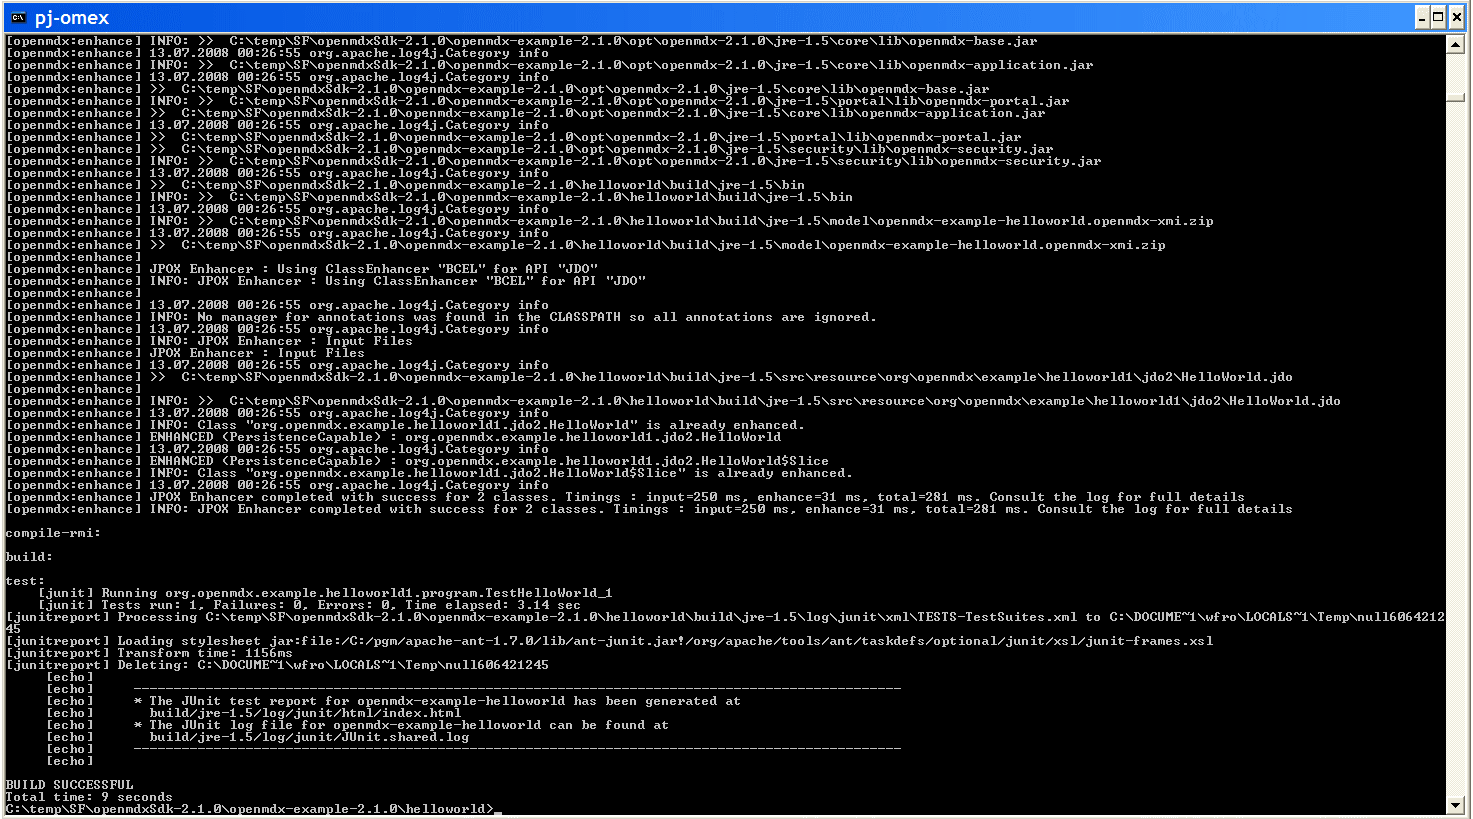 pj-omex
[openmdx:enhance] INFO: >>  C:\temp\SF\openmdxSdk-2.1.0\openmdx-example-2.1.0\opt\openmdx-2.1.0\jre-1.5\core\lib\openmdx-base.jar
[openmdx:enhance] 13.07.2008 00:26:55 org.apache.log4j.Category info
[openmdx:enhance] INFO: >>  C:\temp\SF\openmdxSdk-2.1.0\openmdx-example-2.1.0\opt\openmdx-2.1.0\jre-1.5\core\lib\openmdx-application.jar
[openmdx:enhance] 13.07.2008 00:26:55 org.apache.log4j.Category info
[openmdx:enhance] >>  C:\temp\SF\openmdxSdk-2.1.0\openmdx-example-2.1.0\opt\openmdx-2.1.0\jre-1.5\core\lib\openmdx-base.jar
[openmdx:enhance] INFO: >>  C:\temp\SF\openmdxSdk-2.1.0\openmdx-example-2.1.0\opt\openmdx-2.1.0\jre-1.5\portal\lib\openmdx-portal.jar
[openmdx:enhance] >>  C:\temp\SF\openmdxSdk-2.1.0\openmdx-example-2.1.0\opt\openmdx-2.1.0\jre-1.5\core\lib\openmdx-application.jar
[openmdx:enhance] 13.07.2008 00:26:55 org.apache.log4j.Category info
[openmdx:enhance] >>  C:\temp\SF\openmdxSdk-2.1.0\openmdx-example-2.1.0\opt\openmdx-2.1.0\jre-1.5\portal\lib\openmdx-portal.jar
[openmdx:enhance] >>  C:\temp\SF\openmdxSdk-2.1.0\openmdx-example-2.1.0\opt\openmdx-2.1.0\jre-1.5\security\lib\openmdx-security.jar
[openmdx:enhance] INFO: >>  C:\temp\SF\openmdxSdk-2.1.0\openmdx-example-2.1.0\opt\openmdx-2.1.0\jre-1.5\security\lib\openmdx-security.jar
[openmdx:enhance] 13.07.2008 00:26:55 org.apache.log4j.Category info
[openmdx:enhance] >>  C:\temp\SF\openmdxSdk-2.1.0\openmdx-example-2.1.0\helloworld\build\jre-1.5\bin
[openmdx:enhance] INFO: >>  C:\temp\SF\openmdxSdk-2.1.0\openmdx-example-2.1.0\helloworld\build\jre-1.5\bin
[openmdx:enhance] 13.07.2008 00:26:55 org.apache.log4j.Category info
[openmdx:enhance] INFO: >>  C:\temp\SF\openmdxSdk-2.1.0\openmdx-example-2.1.0\helloworld\build\jre-1.5\model\openmdx-example-helloworld.openmdx-xmi.zip
[openmdx:enhance] 13.07.2008 00:26:55 org.apache.log4j.Category info
[openmdx:enhance] >>  C:\temp\SF\openmdxSdk-2.1.0\openmdx-example-2.1.0\helloworld\build\jre-1.5\model\openmdx-example-helloworld.openmdx-xmi.zip
[openmdx:enhance]
[openmdx:enhance] JPOX Enhancer : Using ClassEnhancer "BCEL" for API "JDO"
[openmdx:enhance] INFO: JPOX Enhancer : Using ClassEnhancer "BCEL" for API "JDO"
[openmdx:enhance]
[openmdx:enhance] 13.07.2008 00:26:55 org.apache.log4j.Category info
[openmdx:enhance] INFO: No manager for annotations was found in the CLASSPATH so all annotations are ignored.
[openmdx:enhance] 13.07.2008 00:26:55 org.apache.log4j.Category info
[openmdx:enhance] INFO: JPOX Enhancer : Input Files
[openmdx:enhance] JPOX Enhancer : Input Files
[openmdx:enhance] 13.07.2008 00:26:55 org.apache.log4j.Category info
[openmdx:enhance] >>  C:\temp\SF\openmdxSdk-2.1.0\openmdx-example-2.1.0\helloworld\build\jre-1.5\src\resource\org\openmdx\example\helloworld1\jdo2\HelloWorld.jdo
[openmdx:enhance]
[openmdx:enhance] INFO: >>  C:\temp\SF\openmdxSdk-2.1.0\openmdx-example-2.1.0\helloworld\build\jre-1.5\src\resource\org\openmdx\example\helloworld1\jdo2\HelloWorld.jdo
[openmdx:enhance] 13.07.2008 00:26:55 org.apache.log4j.Category info
[openmdx:enhance] INFO: Class "org.openmdx.example.helloworld1.jdo2.HelloWorld" is already enhanced.
[openmdx:enhance] ENHANCED (PersistenceCapable) : org.openmdx.example.helloworld1.jdo2.HelloWorld
[openmdx:enhance] 13.07.2008 00:26:55 org.apache.log4j.Category info
[openmdx:enhance] ENHANCED (PersistenceCapable) : org.openmdx.example.helloworld1.jdo2.HelloWorld$Slice
[openmdx:enhance] INFO: Class "org.openmdx.example.helloworld1.jdo2.HelloWorld$Slice" is already enhanced.
[openmdx:enhance] 13.07.2008 00:26:55 org.apache.log4j.Category info
[openmdx:enhance] JPOX Enhancer completed with success for 2 classes. Timings : input=250 ms, enhance=31 ms, total=281 ms. Consult the log for full details
[openmdx:enhance] INFO: JPOX Enhancer completed with success for 2 classes. Timings : input=250 ms, enhance=31 ms, total=281 ms. Consult the log for full details
compile-rmi:
build:
test:
[junit] Running org.openmdx.example.helloworld1.program.TestHelloWorld_1
[junit] Tests run: 1, Failures: 0, Errors: 0, Time elapsed: 3.14 sec
[junitreport] Processing C:\temp\SF\openmdxSdk-2.1.0\openmdx-example-2.1.0\helloworld\build\jre-1.5\log\junit\xml\TESTS-TestSuites.xml to C:\DOCUME~1\wfro\LOCALS~1\Temp\null6064212
45
[junitreport] Loading stylesheet jar:file:/C:/pgm/apache-ant-1.7.0/lib/ant-junit.jar!/org/apache/tools/ant/taskdefs/optional/junit/xsl/junit-frames.xsl
[junitreport] Transform time: 1156ms
[junitreport] Deleting: C:\DOCUME~1\wfro\LOCALS~1\Temp\null606421245
[echo]
[echo] ------------------------------------------------------------------------------------------------
[echo] * The JUnit test report for openmdx-example-helloworld has been generated at
[echo] build/jre-1.5/log/junit/html/index.html
[echo] * The JUnit log file for openmdx-example-helloworld can be found at
[echo] build/jre-1.5/log/junit/JUnit.shared.log
[echo] ------------------------------------------------------------------------------------------------
[echo]
BUILD SUCCESSFUL
Total time: 9 seconds
C:\temp\SF\openmdxSdk-2.1.0\openmdx-example-2.1.0\helloworld>_